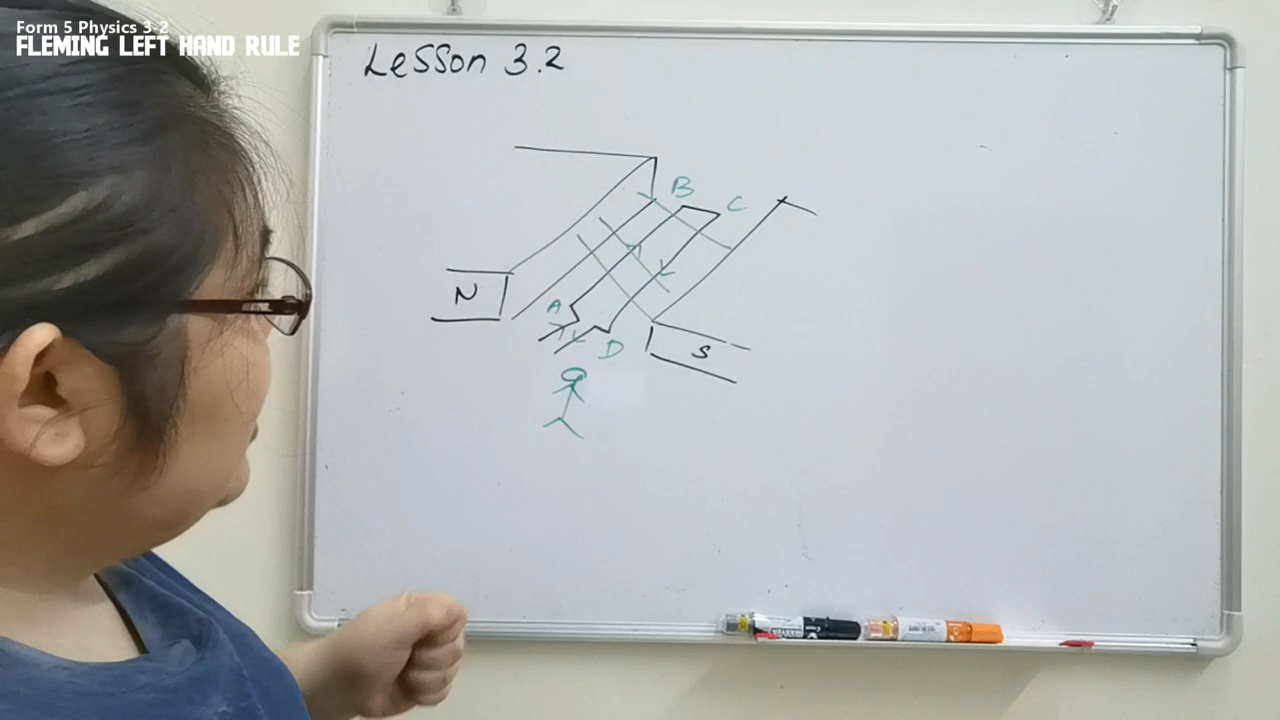 Form 5 Physics 3-2
FLEMING LEFT HAND RULE
Lesson 3.2
B
C
N
A
D
S